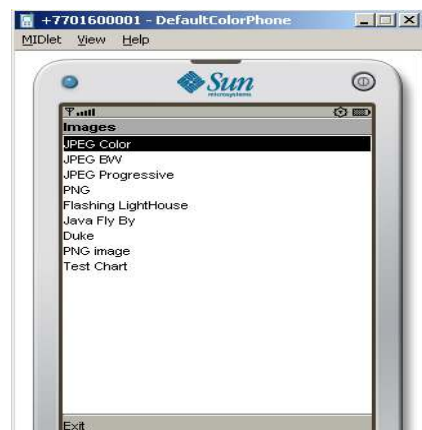 +7701600001 - DefaultColorPhone
MIDlet View Help
Sun
microsystems
Images
JPEG Color
JPEG BW
JPEG Progressive
PNG
Flashing LightHouse
Java Fly By
Duke
PNG image
Test Chart
Exit